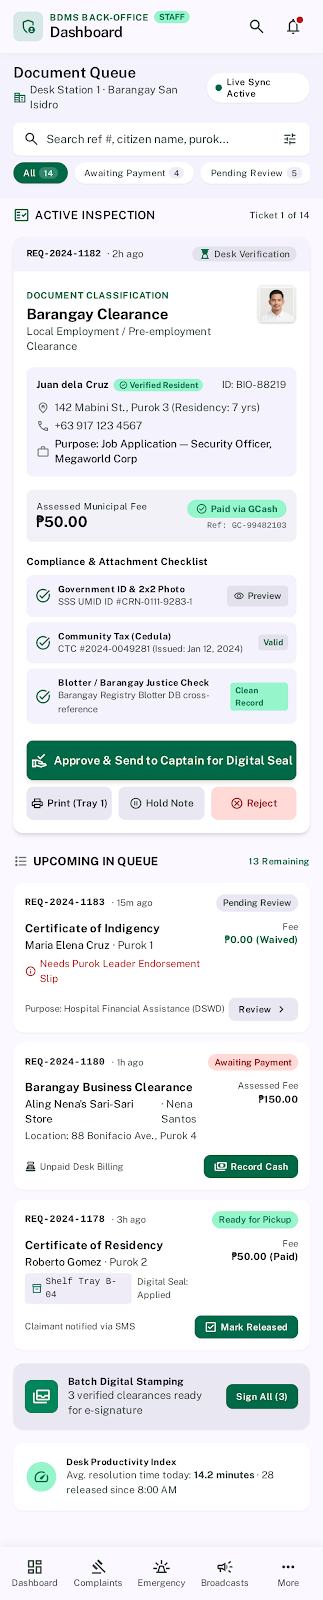 BDMS BACK-OFFICE STAFF
Dashboard
Document Queue
Desk Station 1 · Barangay San
Isidro
Live Sync
Active
Search ref #, citizen name, purok...
All 14
Awaiting Payment 4
Pending Review 5
ACTIVE INSPECTION
Ticket 1 of 14
REQ-2024-1182 · 2h ago
Desk Verification
DOCUMENT CLASSIFICATION
Barangay Clearance
Local Employment / Pre-employment
Clearance
Juan dela Cruz Verified Resident ID: BIO-88219
142 Mabini St., Purok 3 (Residency: 7 yrs)
+63 917 123 4567
Purpose: Job Application — Security Officer,
Megaworld Corp
Assessed Municipal Fee
₱50.00
Paid via GCash
Ref: GC-99482103
Compliance & Attachment Checklist
Government ID & 2x2 Photo
SSS UMID ID #CRN-0111-9283-1
Preview
Community Tax (Cedula)
CTC #2024-0049281 (Issued: Jan 12, 2024)
Valid
Blotter / Barangay Justice Check
Barangay Registry Blotter DB cross-
reference
Clean
Record
Approve & Send to Captain for Digital Seal
Print (Tray 1)
Hold Note
Reject
UPCOMING IN QUEUE
13 Remaining
REQ-2024-1183 · 15m ago
Pending Review
Certificate of Indigency
Maria Elena Cruz · Purok 1
Fee
₱0.00 (Waived)
Needs Purok Leader Endorsement
Slip
Purpose: Hospital Financial Assistance (DSWD)
Review
REQ-2024-1180 · 1h ago
Awaiting Payment
Barangay Business Clearance
Aling Nena's Sari-Sari
Store
· Nena
Santos
Assessed Fee
₱150.00
Location: 88 Bonifacio Ave., Purok 4
Unpaid Desk Billing
Record Cash
REQ-2024-1178 · 3h ago
Ready for Pickup
Certificate of Residency
Roberto Gomez · Purok 2
Fee
₱50.00 (Paid)
Shelf Tray B-
04
Digital Seal:
Applied
Claimant notified via SMS
Mark Released
Batch Digital Stamping
3 verified clearances ready
for e-signature
Sign All (3)
Desk Productivity Index
Avg. resolution time today: 14.2 minutes · 28
released since 8:00 AM
Dashboard
Complaints
Emergency
Broadcasts
More